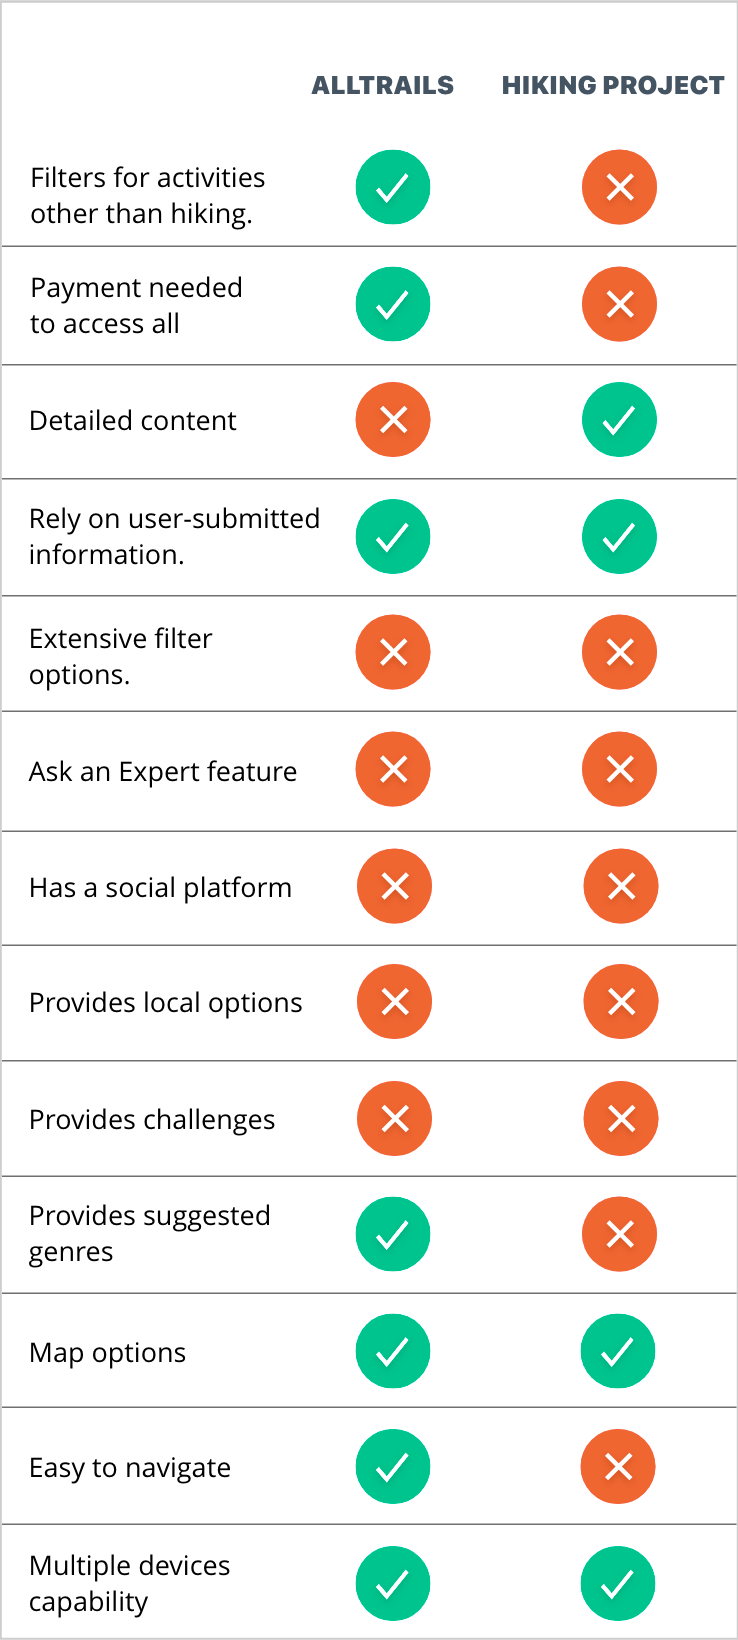 ALLTRAILS HIKING PROJECT
Filters for activities
other than hiking.
Payment needed
to access all
Detailed content
Rely on user-submitted
information.
Extensive filter
options.
Ask an Expert feature
Has a social platform
Provides local options
Provides challenges
Provides suggested
genres
Map options
Easy to navigate
Multiple devices
capability